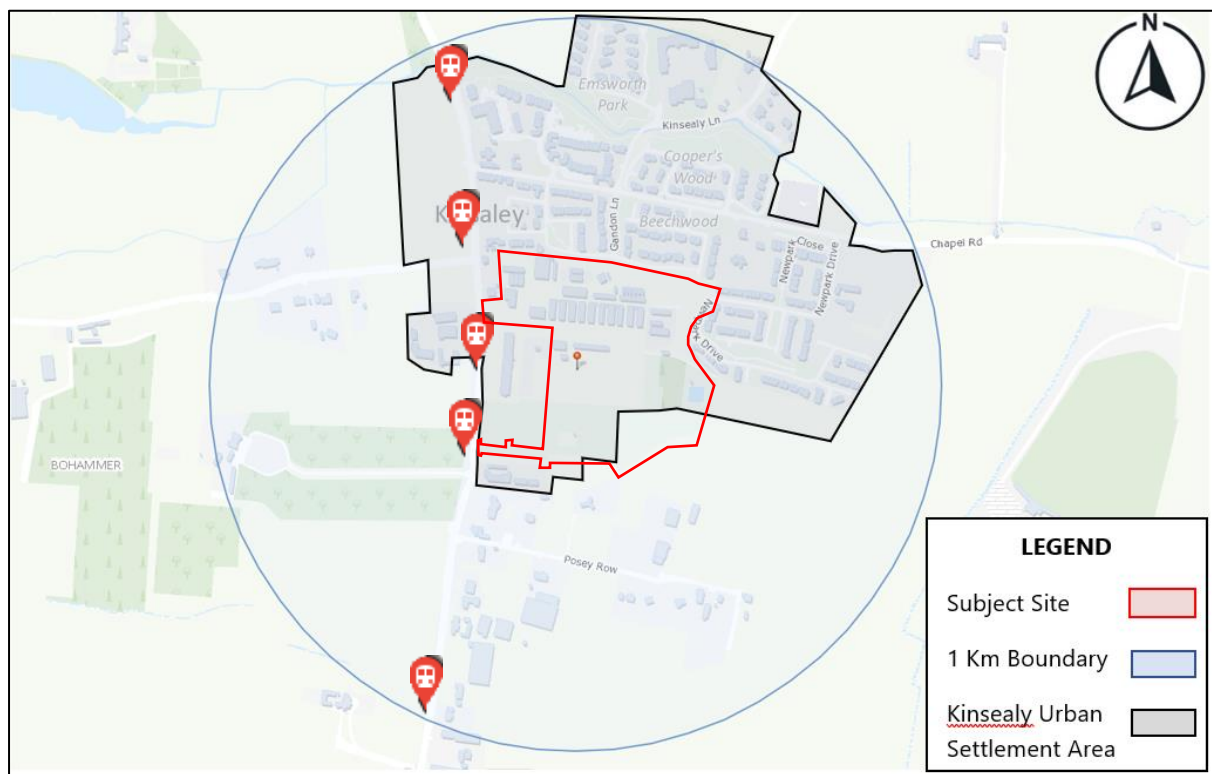 N
Emsworth
Park
Kinsealy Ln
Cooper's
Wood
Gandon Ln
Beechwood
Chapel Rd
Newpark
Close
Newpark Drive
k Drive
BOHAMMER
Posey Row
LEGEND
Subject Site
1 Km Boundary
Kinsealy Urban
Settlement Area